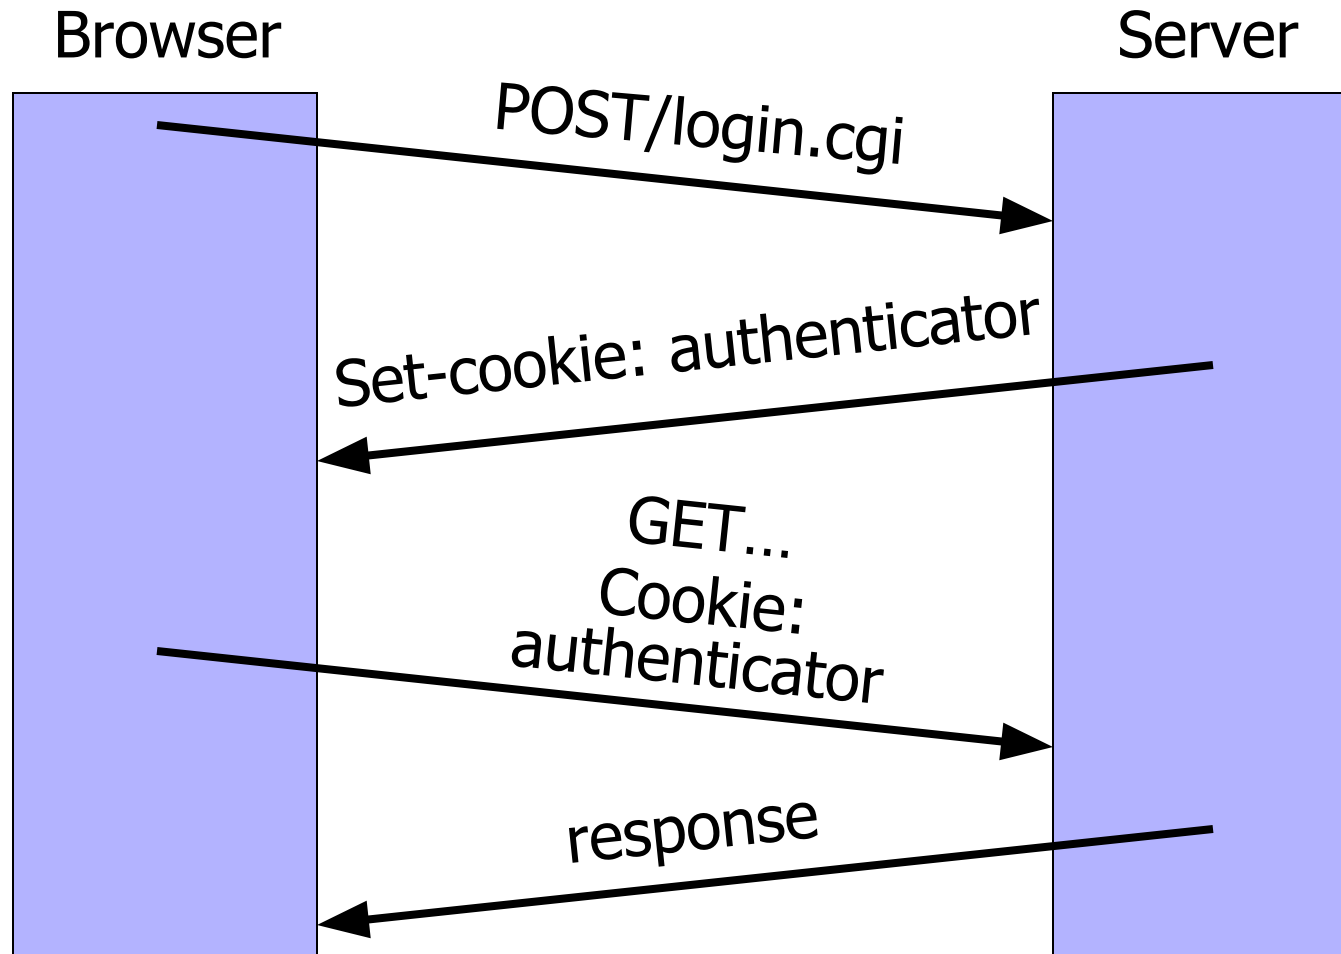 Browser
Server
POST/login.cgi
Set-cookie: authenticator
GET...
Cookie:
authenticator
response